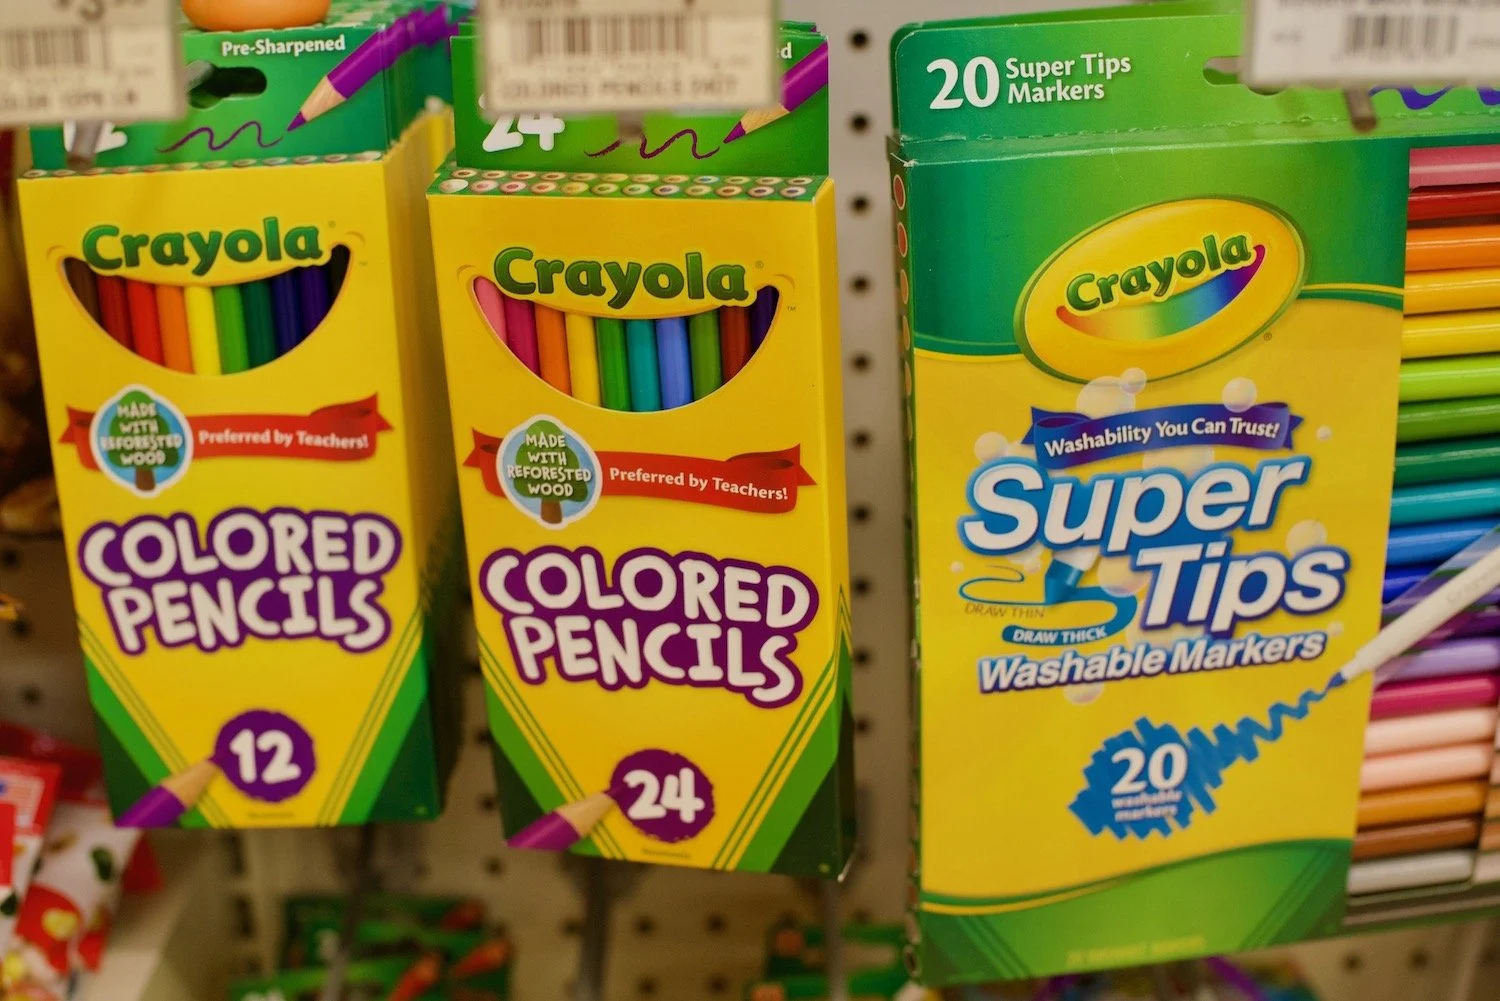 Pre-Sharpened
Crayola
MADE
WITH
REFORESTED
WOOD
Preferred by Teachers!
COLORED
PENCILS
12
COLORED PENCILS
24
Crayola
MADE
WITH
REFORESTED
WOOD
Preferred by Teachers!
COLORED
PENCILS
24
20 Super Tips
Markers
Crayola
Washability You Can Trust!
Super
Tips
DRAW THIN
DRAW THICK
Washable Markers
20
washable
markers